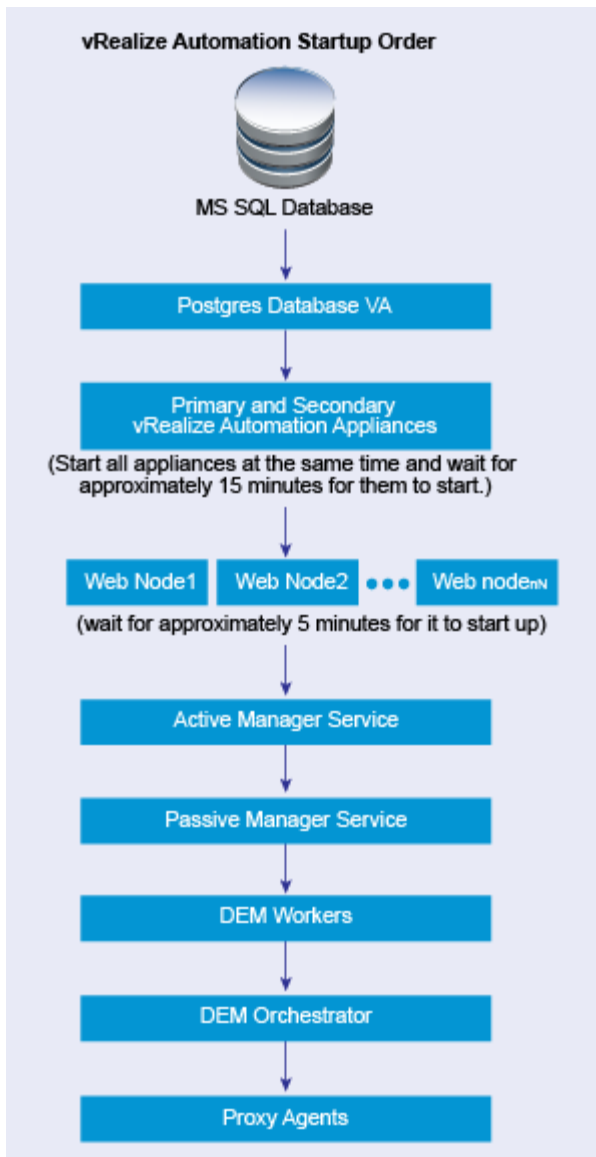 vRealize Automation Startup Order
MS SQL Database
Postgres Database VA
Primary and Secondary
vRealize Automation Appliances
(Start all appliances at the same time and wait for
approximately 15 minutes for them to start.)
Web Node1 Web Node2 ●●● Web nodenN
(wait for approximately 5 minutes for it to start up)
Active Manager Service
Passive Manager Service
DEM Workers
DEM Orchestrator
Proxy Agents